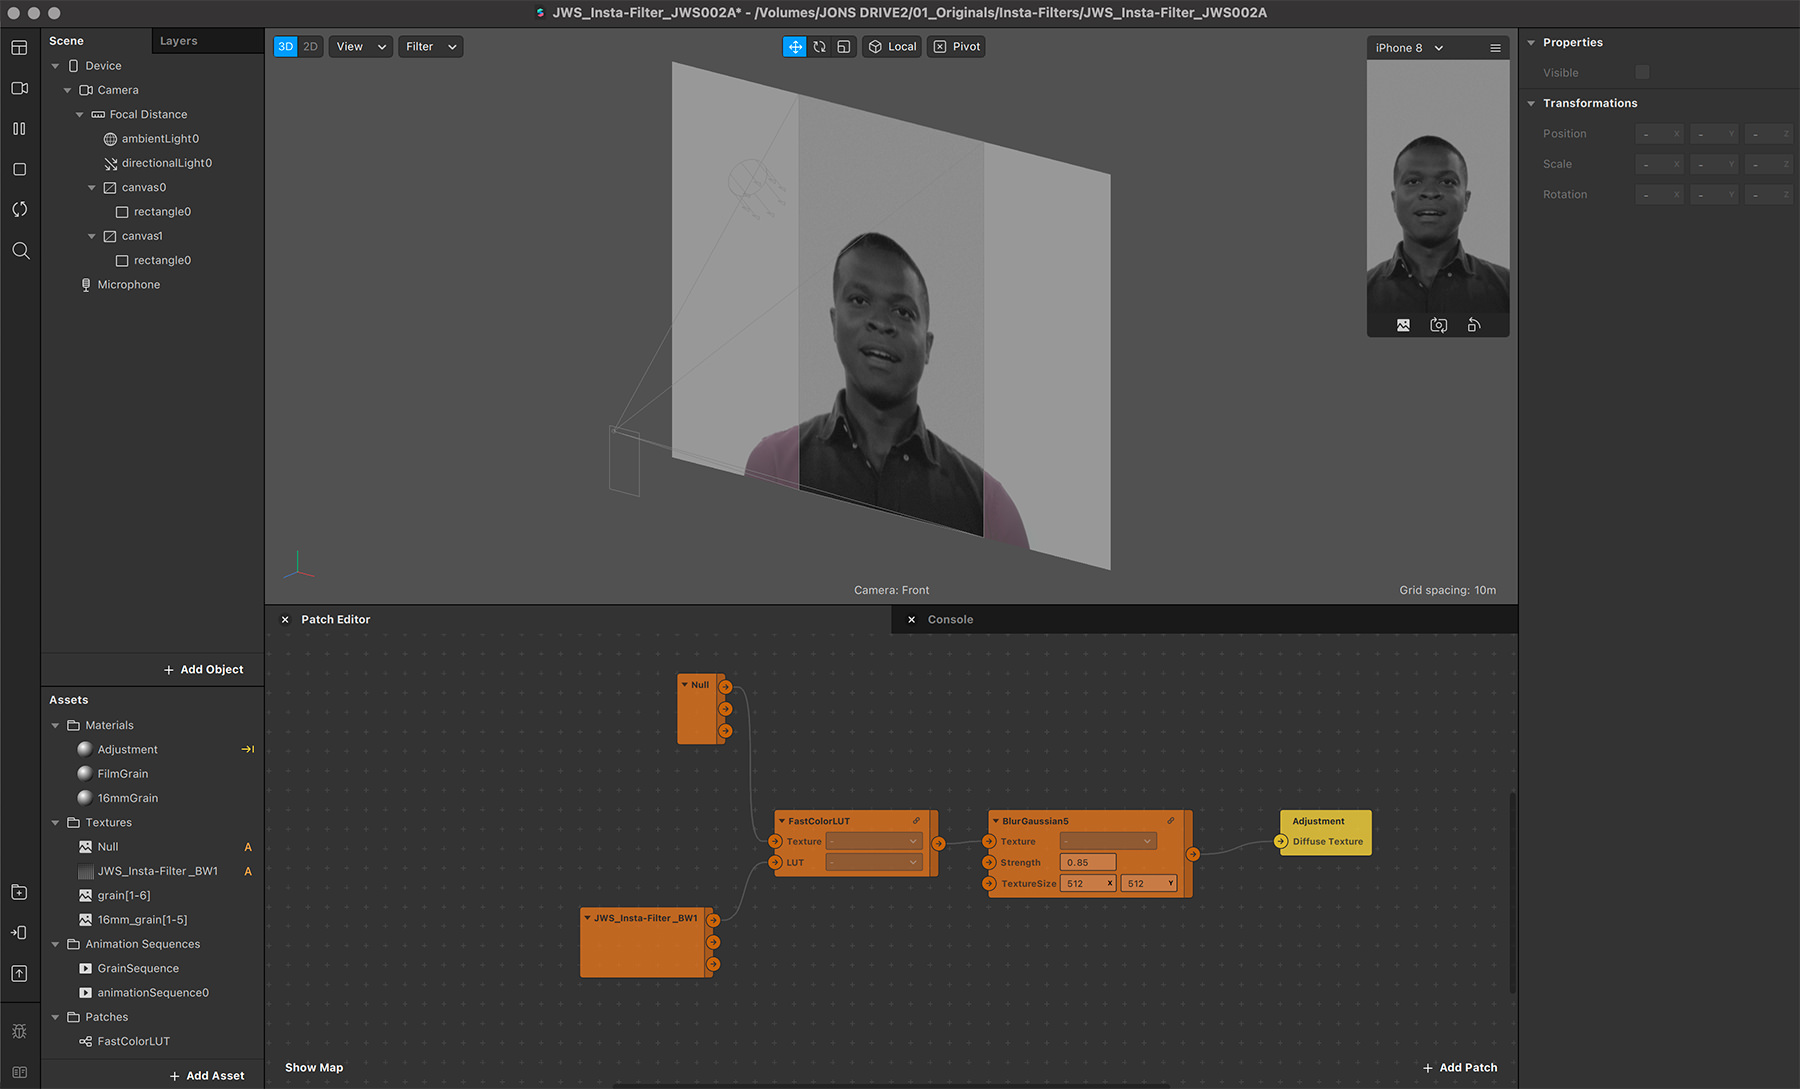 JWS_Insta-Filter_JWS002A* - /Volumes/JONS DRIVE2/01_Originals/Insta-Filters/JWS_Insta-Filter_JWS002A
Scene
Layers
Device
Camera
Focal Distance
ambientLight0
directionalLight0
canvas0
rectangle0
canvas1
rectangle0
Microphone
+ Add Object
3D 2D View Filter
Local Pivot
iPhone 8
Camera: Front
Grid spacing: 10m
Properties
Visible
Transformations
Position - X - Y - Z
Scale - X - Y - Z
Rotation - X - Y - Z
Assets
Materials
Adjustment
FilmGrain
16mmGrain
Textures
Null A
JWS_Insta-Filter _BW1 A
grain[1-6]
16mm_grain[1-5]
Animation Sequences
GrainSequence
animationSequence0
Patches
FastColorLUT
+ Add Asset
Patch Editor
Console
Null
FastColorLUT
Texture -
LUT -
JWS_Insta-Filter _BW1
BlurGaussian5
Texture -
Strength 0.85
TextureSize 512 X 512 Y
Adjustment
Diffuse Texture
Show Map
+ Add Patch